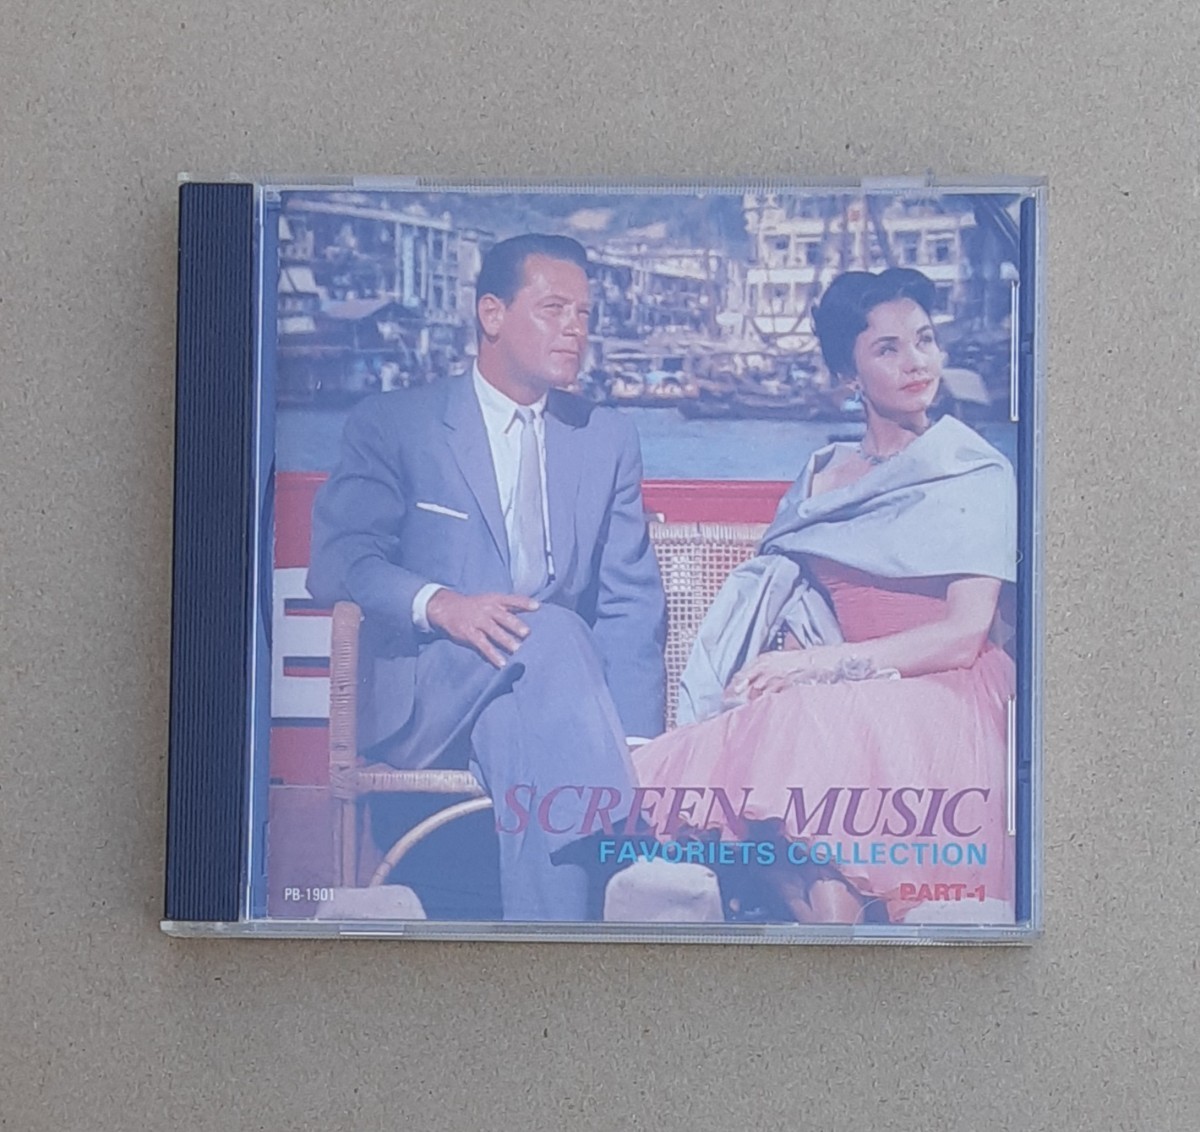 SCREEN MUSIC
FAVORIETS COLLECTION
PB-1901
PART-1